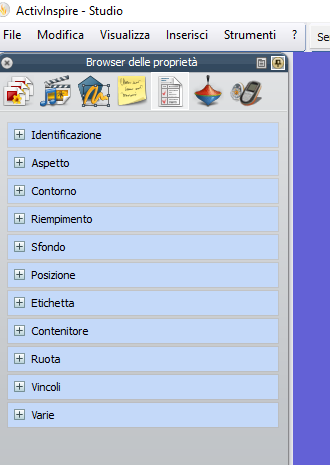 ActivInspire - Studio
File Modifica Visualizza Inserisci Strumenti ? Se
Browser delle proprietà
Identificazione
Aspetto
Contorno
Riempimento
Sfondo
Posizione
Etichetta
Contenitore
Ruota
Vincoli
Varie